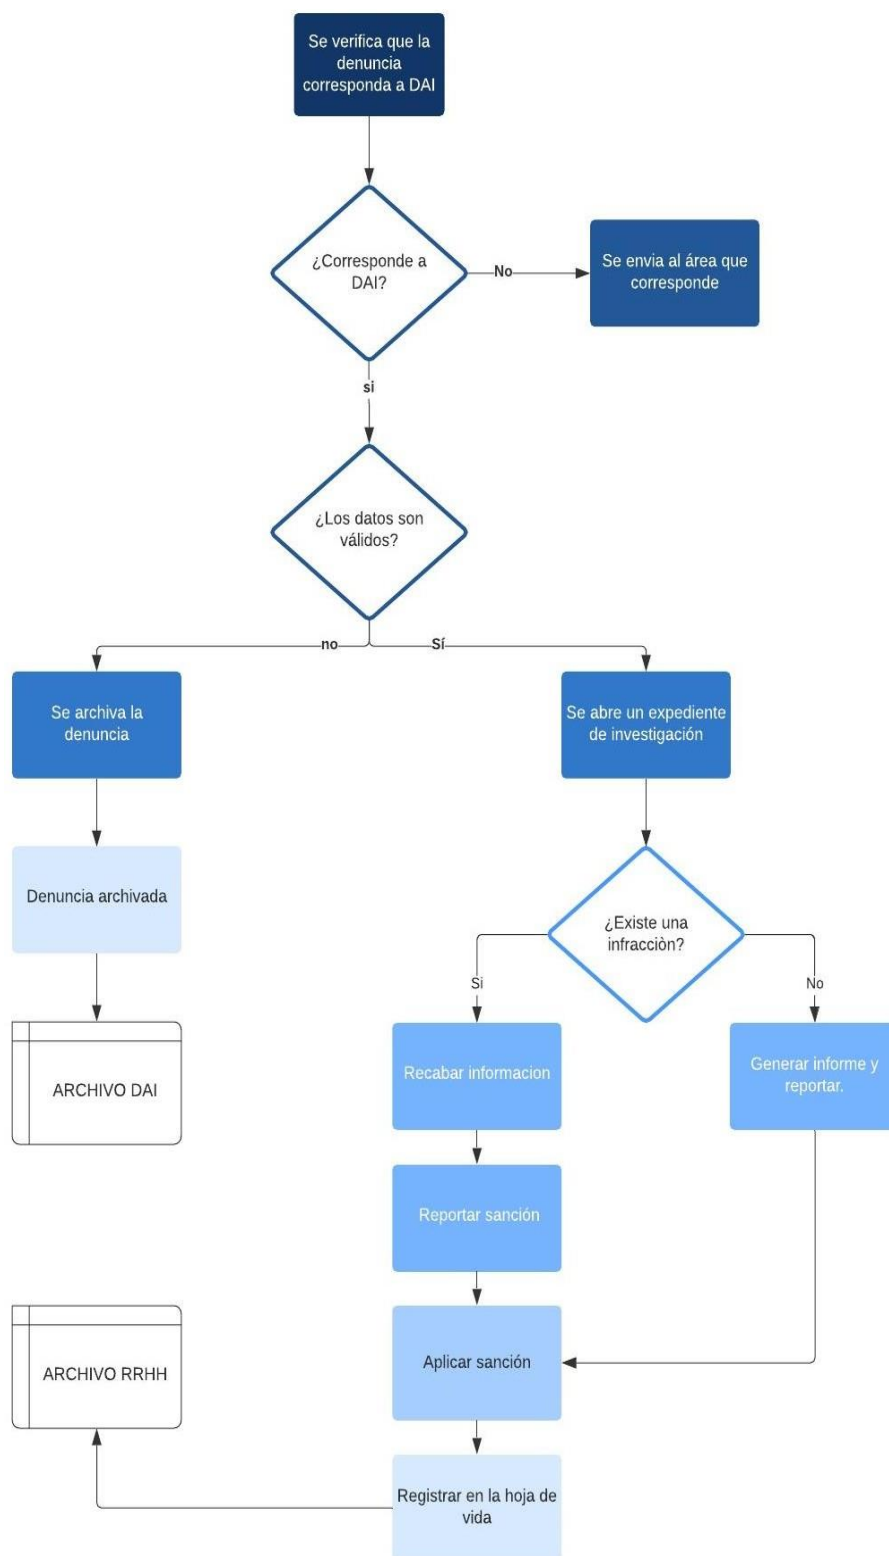 Se verifica que la
denuncia
corresponda a DAI
¿Corresponde a
DAI?
No
Se envia al área que
corresponde
si
¿Los datos son
válidos?
no
Sí
Se archiva la
denuncia
Se abre un expediente
de investigación
Denuncia archivada
¿Existe una
infracciòn?
Si
No
ARCHIVO DAI
Recabar informacion
Generar informe y
reportar.
Reportar sanción
ARCHIVO RRHH
Aplicar sanción
Registrar en la hoja de
vida